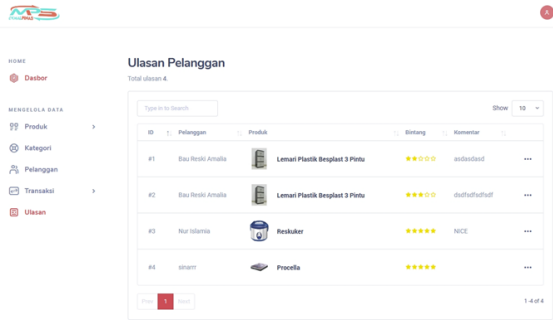 MPS
A
HOME
Dasbor
MENGELOLA DATA
Produk
Kategori
Pelanggan
Transaksi
Ulasan
Ulasan Pelanggan
Total ulasan 4.
Type in to Search
Show 10
ID Pelanggan Produk Bintang Komentar
#1 Bau Reski Amalia Lemari Plastik Besplast 3 Pintu asdasdasd
#2 Bau Reski Amalia Lemari Plastik Besplast 3 Pintu dsdfsdfsdfsdf
#3 Nur Islamia Reskuker NICE
#4 sinarrr Procella
Prev 1 Next
1 -4 of 4